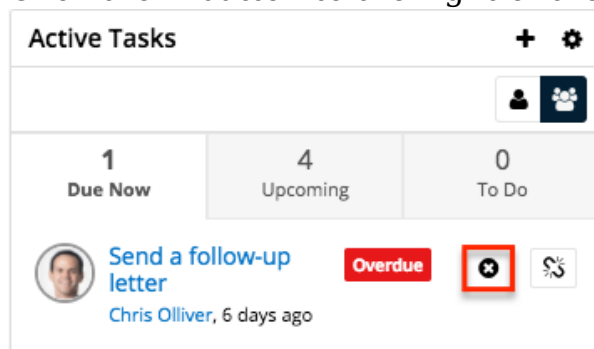 Active Tasks
1 4 0
Due Now Upcoming To Do
Send a follow-up Overdue
letter
Chris Olliver, 6 days ago